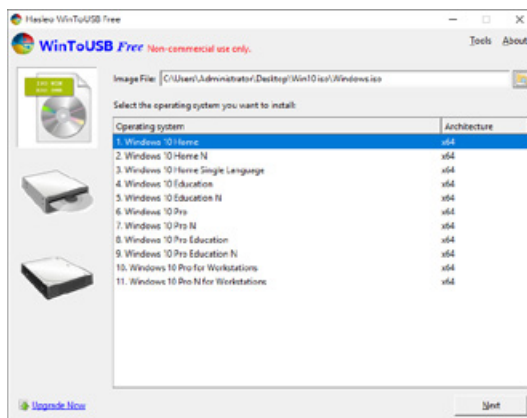 Hasleo WinToUSB Free
WinToUSB Free Non-commercial use only.
Tools About
Image File: C:\Users\Administrator\Desktop\Win10 iso\Windows.iso
Select the operating system you want to install:
Operating system Architecture
1. Windows 10 Home x64
2. Windows 10 Home N x64
3. Windows 10 Home Single Language x64
4. Windows 10 Education x64
5. Windows 10 Education N x64
6. Windows 10 Pro x64
7. Windows 10 Pro N x64
8. Windows 10 Pro Education x64
9. Windows 10 Pro Education N x64
10. Windows 10 Pro for Workstations x64
11. Windows 10 Pro N for Workstations x64
Upgrade Now
Next